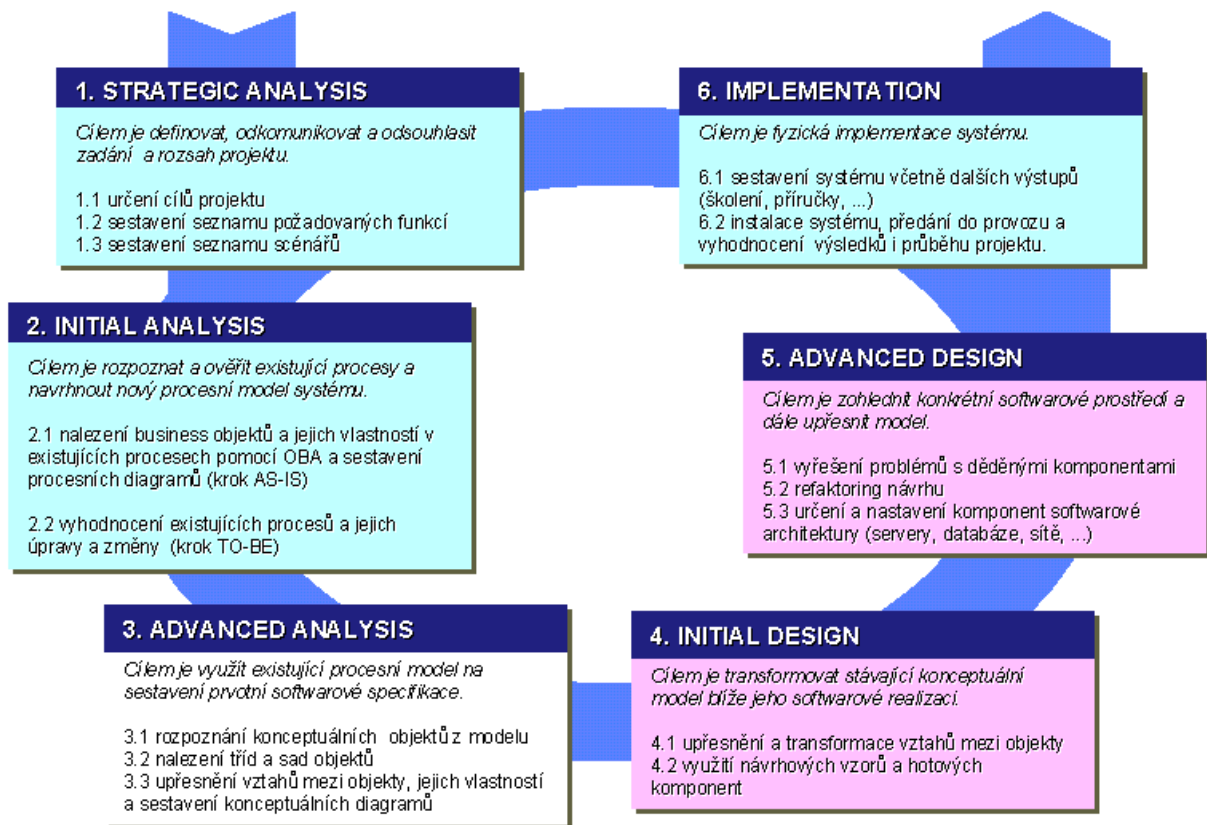 1. STRATEGIC ANALYSIS
Cílem je definovat, odkomunikovat a odsouhlasit
zadání a rozsah projektu.
1.1 určení cílů projektu
1.2 sestavení seznamu požadovaných funkcí
1.3 sestavení seznamu scénářů
2. INITIAL ANALYSIS
Cílem je rozpoznat a ověřit existující procesy a
navrhnout nový procesní model systému.
2.1 nalezení business objektů a jejich vlastností v
existujících procesech pomocí OBA a sestavení
procesních diagramů (krok AS-IS)
2.2 vyhodnocení existujících procesů a jejich
úpravy a změny (krok TO-BE)
3. ADVANCED ANALYSIS
Cílem je využít existující procesní model na
sestavení prvotní softwarové specifikace.
3.1 rozpoznání konceptuálních objektů z modelu
3.2 nalezení tříd a sad objektů
3.3 upřesnění vztahů mezi objekty, jejich vlastností
a sestavení konceptuálních diagramů
4. INITIAL DESIGN
Cílem je transformovat stávající konceptuální
model blíže jeho softwarové realizaci.
4.1 upřesnění a transformace vztahů mezi objekty
4.2 využití návrhových vzorů a hotových
komponent
5. ADVANCED DESIGN
Cílem je zohlednit konkrétní softwarové prostředí a
dále upřesnit model.
5.1 vyřešení problémů s děděnými komponentami
5.2 refaktoring návrhu
5.3 určení a nastavení komponent softwarové
architektury (servery, databáze, sítě, ...)
6. IMPLEMENTATION
Cílem je fyzická implementace systému.
6.1 sestavení systému včetně dalších výstupů
(školení, příručky, ...)
6.2 instalace systému, předání do provozu a
vyhodnocení výsledků i průběhu projektu.